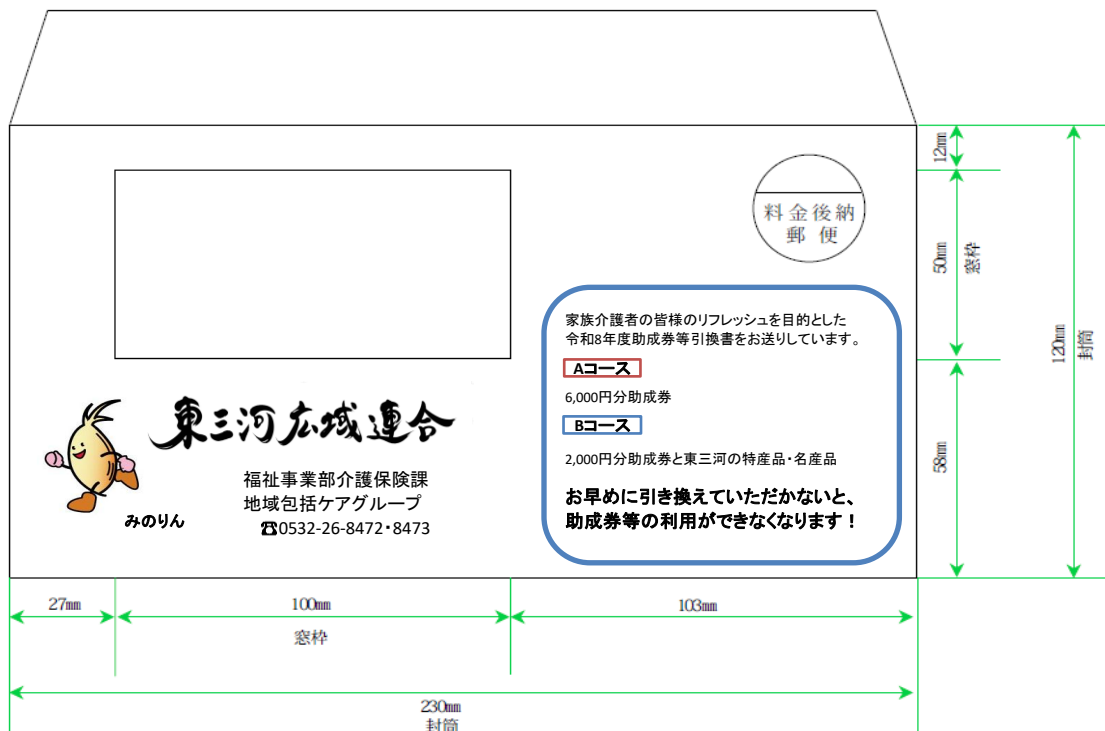 料金後納
郵便
家族介護者の皆様のリフレッシュを目的とした
令和8年度助成券等引換書をお送りしています。
Aコース
6,000円分助成券
Bコース
2,000円分助成券と東三河の特産品・名産品
お早めに引き換えていただかないと、
助成券等の利用ができなくなります！
東三河広域連合
福祉事業部介護保険課
地域包括ケアグループ
☎0532-26-8472・8473
みのりん
12mm
50mm
窓枠
58mm
120mm
封筒
27mm
100mm
窓枠
103mm
230mm
封筒